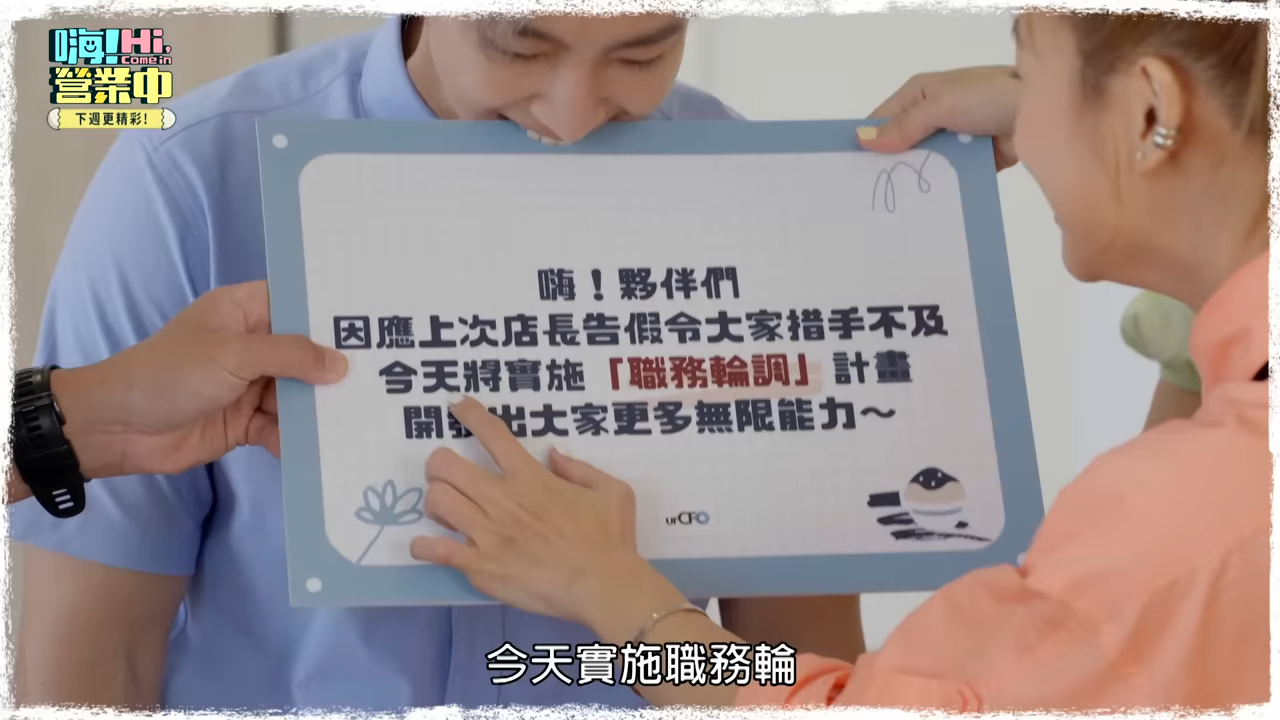 嗨!Hi,
Come in
營業中
下週更精彩!
嗨!夥伴們
因應上次店長告假令大家措手不及
今天將實施「職務輪調」計畫
開發出大家更多無限能力～
urCFO
今天實施職務輪